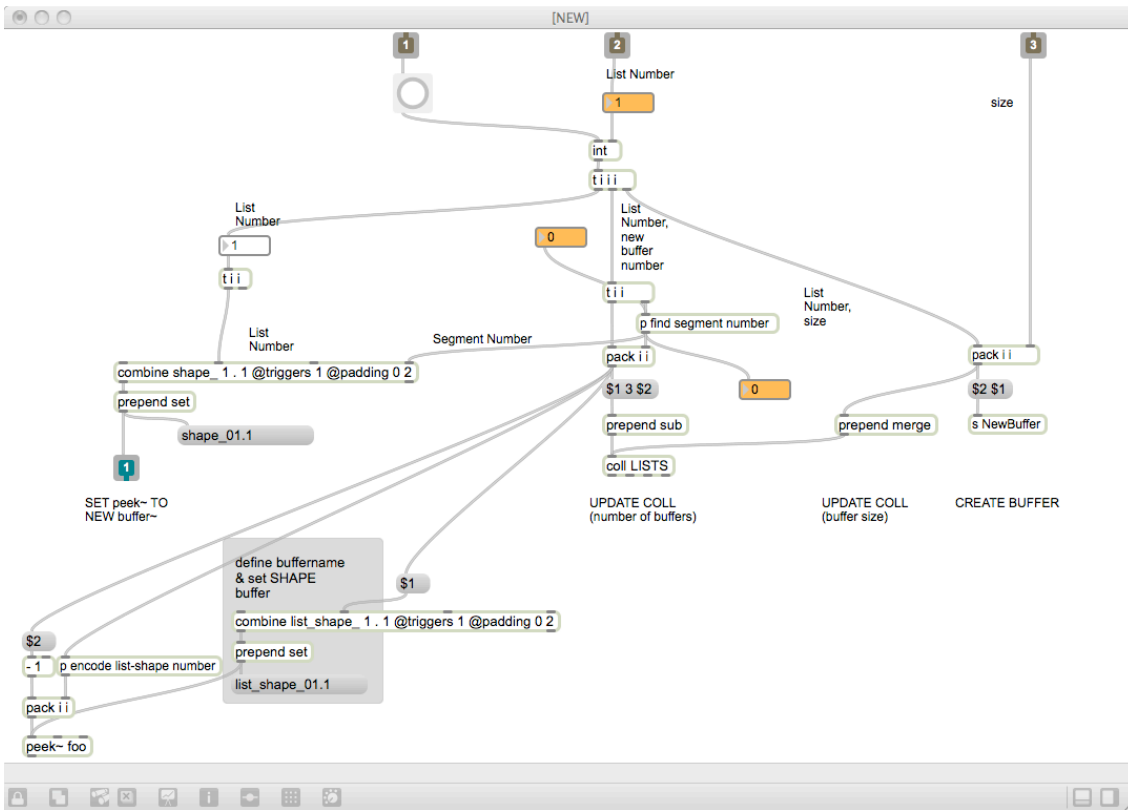 [NEW]
1
2
3
List Number
1
size
int
t i i i
List
Number
1
0
List
Number,
new
buffer
number
t i i
t i i
List
Number,
size
p find segment number
List
Number
Segment Number
pack i i
pack i i
combine shape_ 1 . 1 @triggers 1 @padding 0 2
$1 3 $2
0
$2 $1
prepend set
prepend sub
prepend merge
s NewBuffer
shape_01.1
1
coll LISTS
SET peek~ TO
NEW buffer~
UPDATE COLL
(number of buffers)
UPDATE COLL
(buffer size)
CREATE BUFFER
define buffername
& set SHAPE
buffer
$1
combine list_shape_ 1 . 1 @triggers 1 @padding 0 2
$2
prepend set
- 1
p encode list-shape number
list_shape_01.1
pack i i
peek~ foo